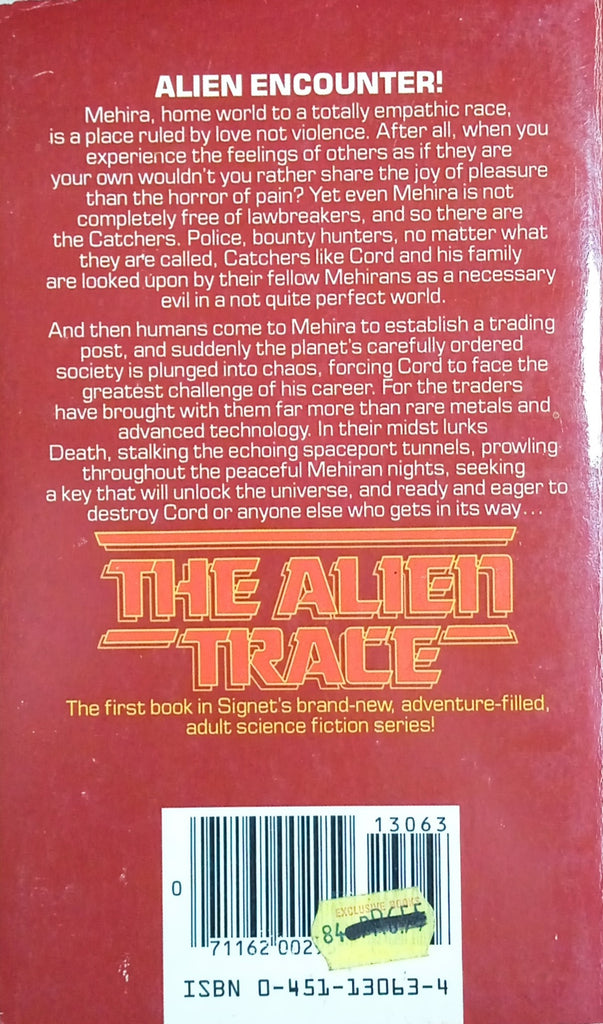 ALIEN ENCOUNTER!
Mehira, home world to a totally empathic race,
is a place ruled by love not violence. After all, when you
experience the feelings of others as if they are
your own wouldn't you rather share the joy of pleasure
than the horror of pain? Yet even Mehira is not
completely free of lawbreakers, and so there are
the Catchers. Police, bounty hunters, no matter what
they are called, Catchers like Cord and his family
are looked upon by their fellow Mehirans as a necessary
evil in a not quite perfect world.
And then humans come to Mehira to establish a trading
post, and suddenly the planet's carefully ordered
society is plunged into chaos, forcing Cord to face the
greatest challenge of his career. For the traders
have brought with them far more than rare metals and
advanced technology. In their midst lurks
Death, stalking the echoing spaceport tunnels, prowling
throughout the peaceful Mehiran nights, seeking
a key that will unlock the universe, and ready and eager to
destroy Cord or anyone else who gets in its way...
THE ALIEN
TRACE
The first book in Signet's brand-new, adventure-filled,
adult science fiction series!
13063
0
EXCLUSIVE BOOKS
84
71162 002
ISBN 0-451-13063-4